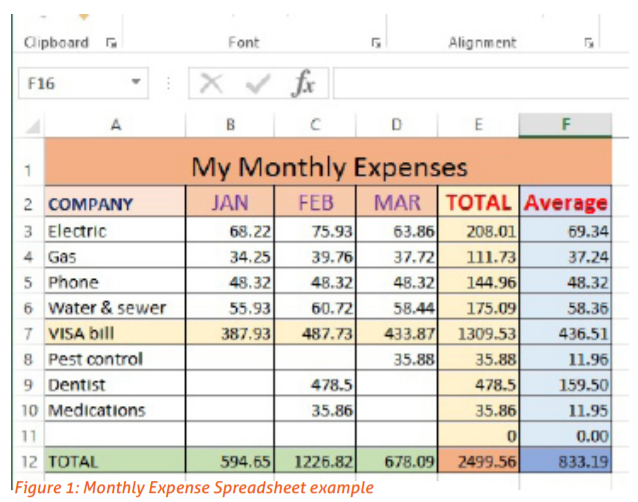 Clipboard Font Alignment
F16 fx
A B C D E F
1 My Monthly Expenses
2 COMPANY JAN FEB MAR TOTAL Average
3 Electric 68.22 75.93 63.86 208.01 69.34
4 Gas 34.25 39.76 37.72 111.73 37.24
5 Phone 48.32 48.32 48.32 144.96 48.32
6 Water & sewer 55.93 60.72 58.44 175.09 58.36
7 VISA bill 387.93 487.73 433.87 1309.53 436.51
8 Pest control 35.88 35.88 11.96
9 Dentist 478.5 478.5 159.50
10 Medications 35.86 35.86 11.95
11 0 0.00
12 TOTAL 594.65 1226.82 678.09 2499.56 833.19
Figure 1: Monthly Expense Spreadsheet example